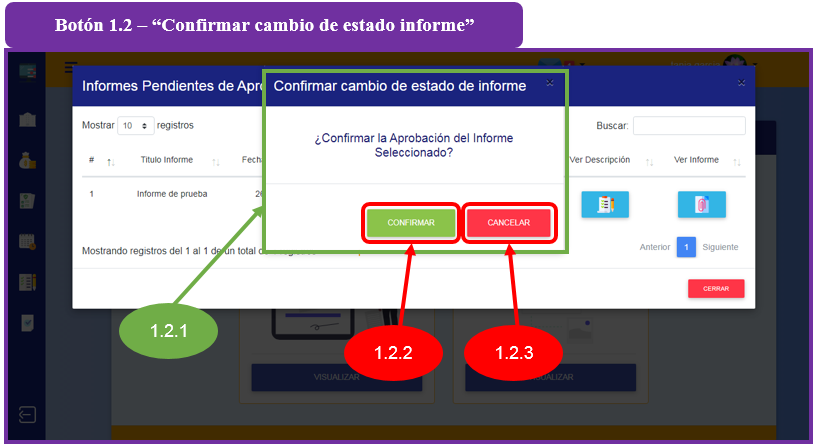 Botón 1.2 – “Confirmar cambio de estado informe”
Informes Pendientes de Apro
Confirmar cambio de estado de informe
×
×
Mostrar 10 registros
Buscar:
¿Confirmar la Aprobación del Informe
Seleccionado?
# Titulo Informe Fecha Ver Descripción Ver Informe
1 Informe de prueba 26
CONFIRMAR CANCELAR
Mostrando registros del 1 al 1 de un total de
Anterior 1 Siguiente
CERRAR
1.2.1
1.2.2
1.2.3
VISUALIZAR